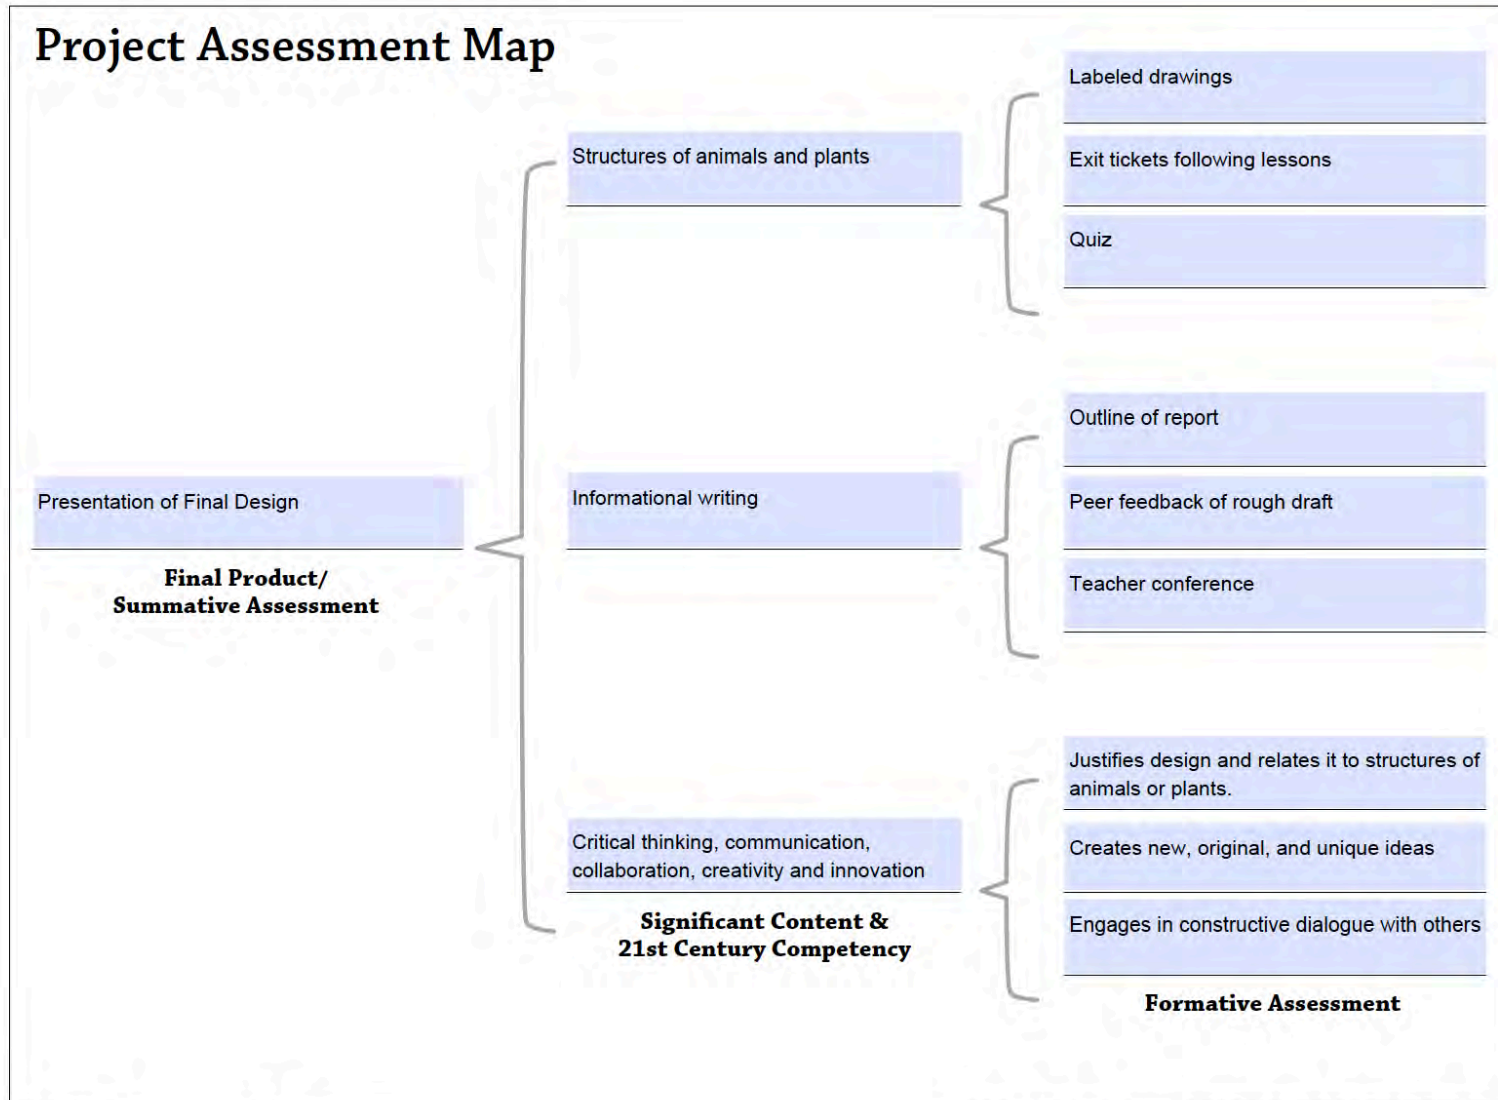 Project Assessment Map
Labeled drawings
Structures of animals and plants
Exit tickets following lessons
Quiz
Outline of report
Presentation of Final Design
Informational writing
Peer feedback of rough draft
Final Product/
Summative Assessment
Teacher conference
Justifies design and relates it to structures of
animals or plants.
Critical thinking, communication,
collaboration, creativity and innovation
Creates new, original, and unique ideas
Significant Content &
21st Century Competency
Engages in constructive dialogue with others
Formative Assessment